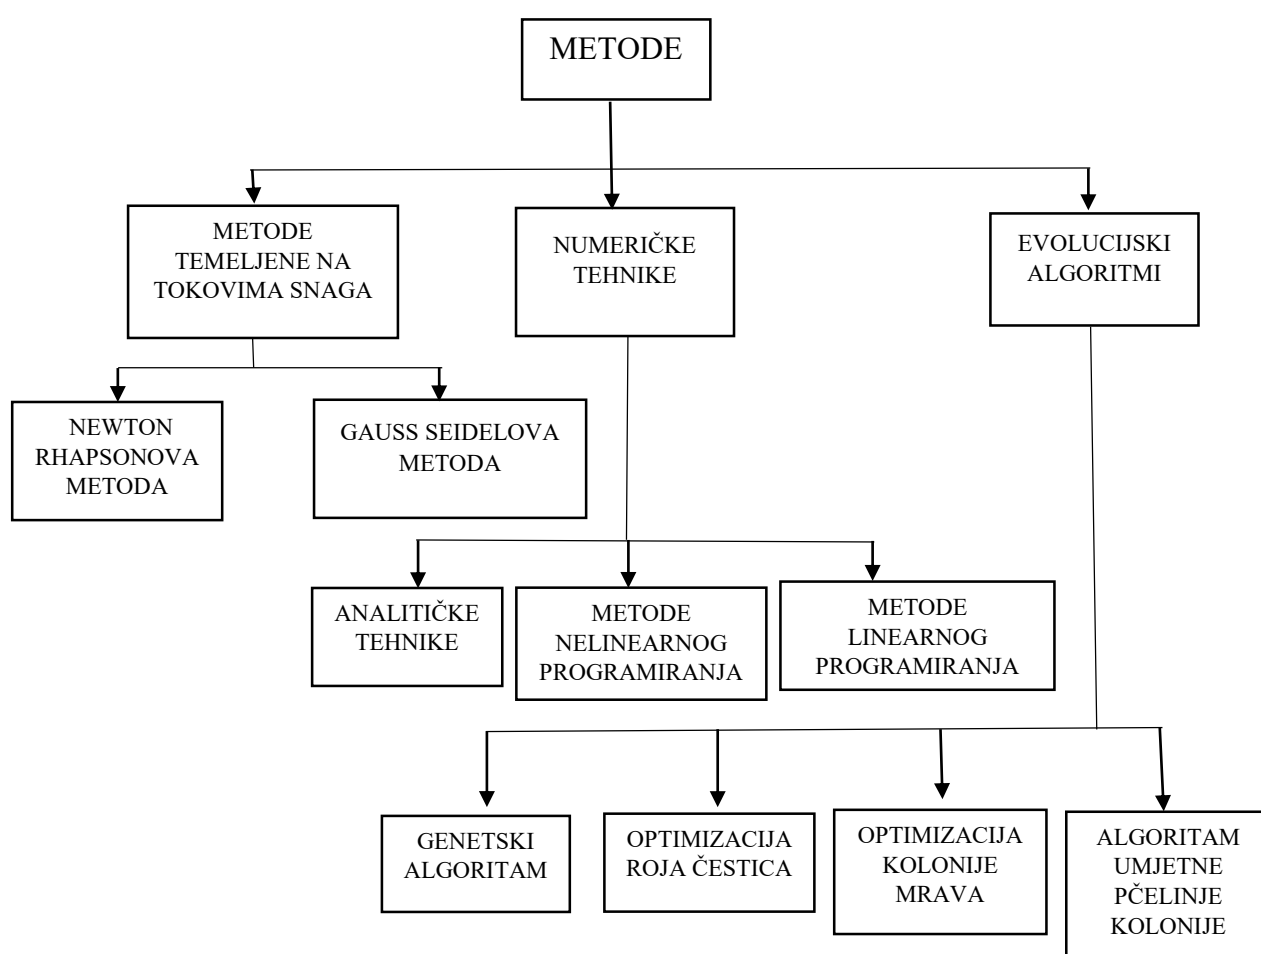 METODE
METODE
TEMELJENE NA
TOKOVIMA SNAGA
NUMERIČKE
TEHNIKE
EVOLUCIJSKI
ALGORITMI
NEWTON
RHAPSONOVA
METODA
GAUSS SEIDELOVA
METODA
ANALITIČKE
TEHNIKE
METODE
NELINEARNOG
PROGRAMIRANJA
METODE
LINEARNOG
PROGRAMIRANJA
GENETSKI
ALGORITAM
OPTIMIZACIJA
ROJA ČESTICA
OPTIMIZACIJA
KOLONIJE
MRAVA
ALGORITAM
UMJETNE
PČELINJE
KOLONIJE